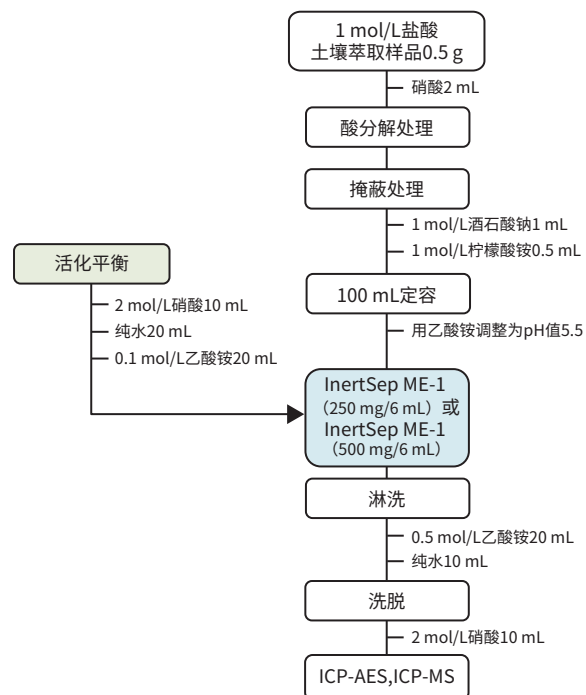 1 mol/L盐酸
土壤萃取样品0.5 g
硝酸2 mL
酸分解处理
掩蔽处理
1 mol/L酒石酸钠1 mL
1 mol/L柠檬酸铵0.5 mL
100 mL定容
用乙酸铵调整为pH值5.5
活化平衡
2 mol/L硝酸10 mL
纯水20 mL
0.1 mol/L乙酸铵20 mL
InertSep ME-1
（250 mg/6 mL）或
InertSep ME-1
（500 mg/6 mL）
淋洗
0.5 mol/L乙酸铵20 mL
纯水10 mL
洗脱
2 mol/L硝酸10 mL
ICP-AES,ICP-MS